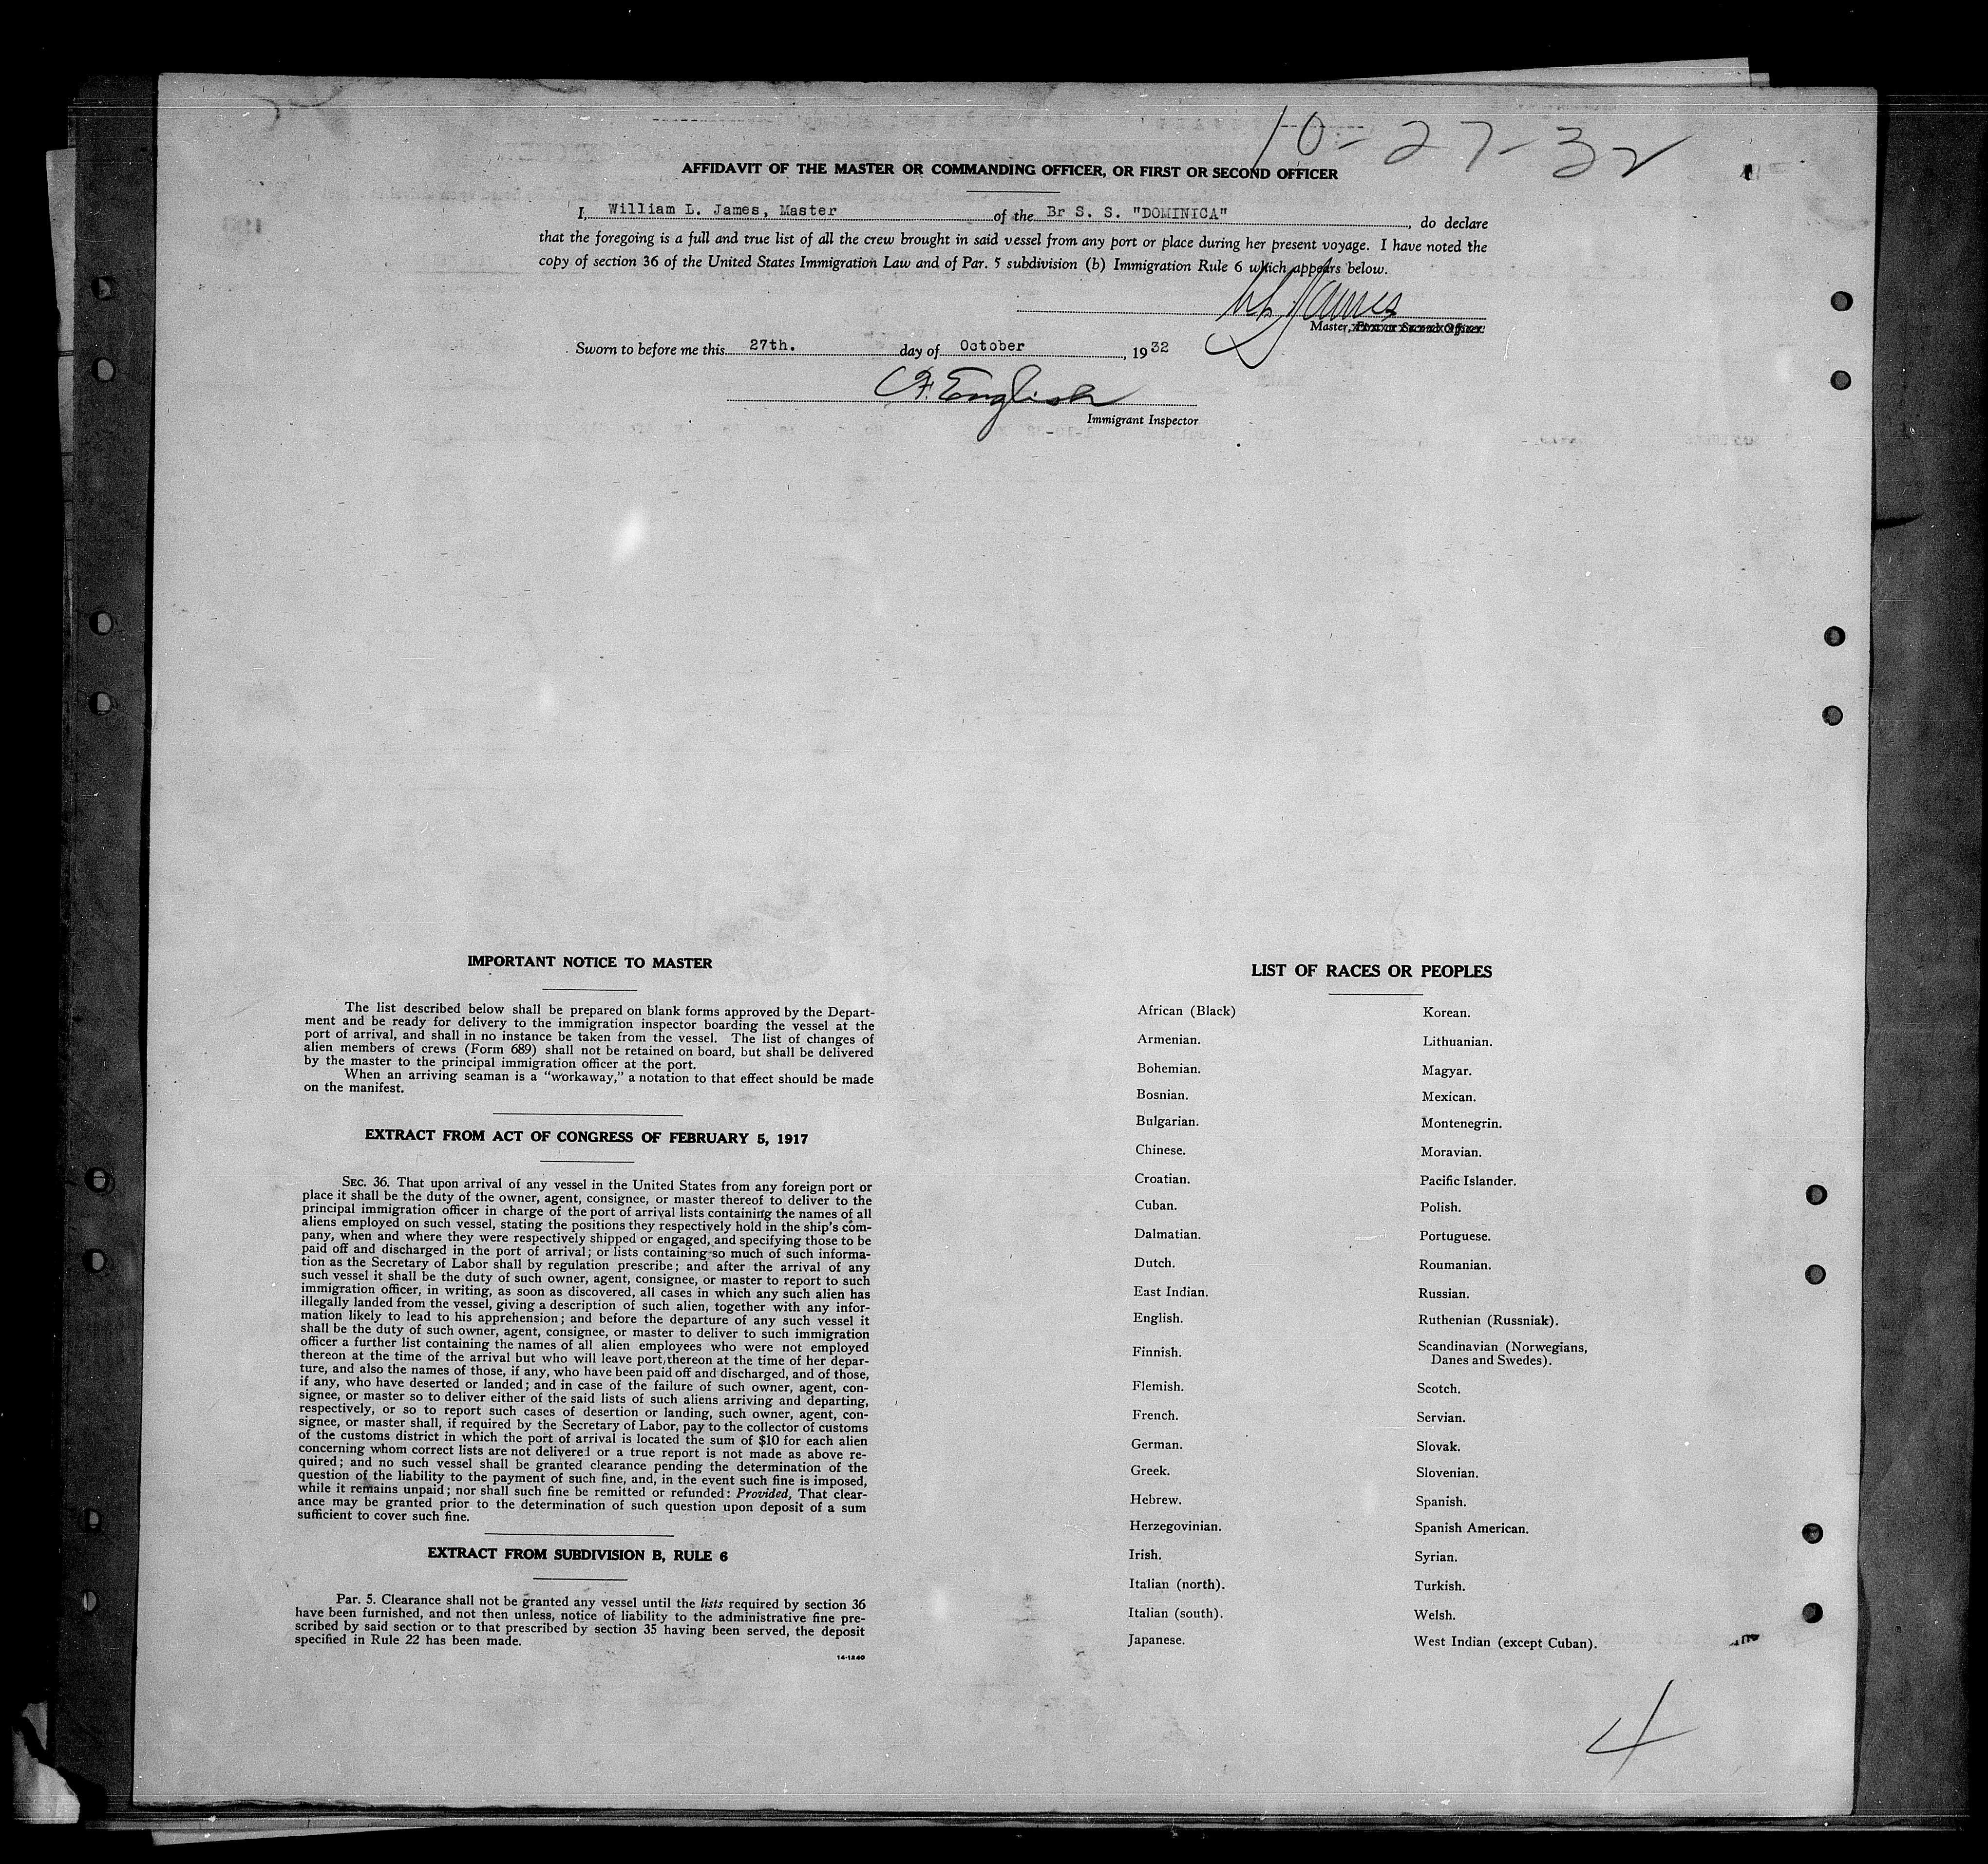 10-27-32
AFFIDAVIT OF THE MASTER OR COMMANDING OFFICER, OR FIRST OR SECOND OFFICER
I, William L. James, Master of the Br S. S. "DOMINICA", do declare
that the foregoing is a full and true list of all the crew brought in said vessel from any port or place during her present voyage. I have noted the
copy of section 36 of the United States Immigration Law and of Par. 5 subdivision (b) Immigration Rule 6 which appears below.
W L James
Master, First or Second Officer.
Sworn to before me this 27th. day of October, 1932
English
Immigrant Inspector
IMPORTANT NOTICE TO MASTER
The list described below shall be prepared on blank forms approved by the Depart-
ment and be ready for delivery to the immigration inspector boarding the vessel at the
port of arrival, and shall in no instance be taken from the vessel. The list of changes of
alien members of crews (Form 689) shall not be retained on board, but shall be delivered
by the master to the principal immigration officer at the port.
When an arriving seaman is a "workaway," a notation to that effect should be made
on the manifest.
EXTRACT FROM ACT OF CONGRESS OF FEBRUARY 5, 1917
SEC. 36. That upon arrival of any vessel in the United States from any foreign port or
place it shall be the duty of the owner, agent, consignee, or master thereof to deliver to the
principal immigration officer in charge of the port of arrival lists containing the names of all
aliens employed on such vessel, stating the positions they respectively hold in the ship's com-
pany, when and where they were respectively shipped or engaged, and specifying those to be
paid off and discharged in the port of arrival; or lists containing so much of such informa-
tion as the Secretary of Labor shall by regulation prescribe; and after the arrival of any
such vessel it shall be the duty of such owner, agent, consignee, or master to report to such
immigration officer, in writing, as soon as discovered, all cases in which any such alien has
illegally landed from the vessel, giving a description of such alien, together with any infor-
mation likely to lead to his apprehension; and before the departure of any such vessel it
shall be the duty of such owner, agent, consignee, or master to deliver to such immigration
officer a further list containing the names of all alien employees who were not employed
thereon at the time of the arrival but who will leave port thereon at the time of her depar-
ture, and also the names of those, if any, who have been paid off and discharged, and of those,
if any, who have deserted or landed; and in case of the failure of such owner, agent, con-
signee, or master so to deliver either of the said lists of such aliens arriving and departing,
respectively, or so to report such cases of desertion or landing, such owner, agent, con-
signee, or master shall, if required by the Secretary of Labor, pay to the collector of customs
of the customs district in which the port of arrival is located the sum of $10 for each alien
concerning whom correct lists are not delivered or a true report is not made as above re-
quired; and no such vessel shall be granted clearance pending the determination of the
question of the liability to the payment of such fine, and, in the event such fine is imposed,
while it remains unpaid; nor shall such fine be remitted or refunded: Provided, That clear-
ance may be granted prior to the determination of such question upon deposit of a sum
sufficient to cover such fine.
EXTRACT FROM SUBDIVISION B, RULE 6
Par. 5. Clearance shall not be granted any vessel until the lists required by section 36
have been furnished, and not then unless, notice of liability to the administrative fine pre-
scribed by said section or to that prescribed by section 35 having been served, the deposit
specified in Rule 22 has been made.
14-1240
LIST OF RACES OR PEOPLES
African (Black)
Armenian.
Bohemian.
Bosnian.
Bulgarian.
Chinese.
Croatian.
Cuban.
Dalmatian.
Dutch.
East Indian.
English.
Finnish.
Flemish.
French.
German.
Greek.
Hebrew.
Herzegovinian.
Irish.
Italian (north).
Italian (south).
Japanese.
Korean.
Lithuanian.
Magyar.
Mexican.
Montenegrin.
Moravian.
Pacific Islander.
Polish.
Portuguese.
Roumanian.
Russian.
Ruthenian (Russniak).
Scandinavian (Norwegians,
Danes and Swedes).
Scotch.
Servian.
Slovak.
Slovenian.
Spanish.
Spanish American.
Syrian.
Turkish.
Welsh.
West Indian (except Cuban).
4